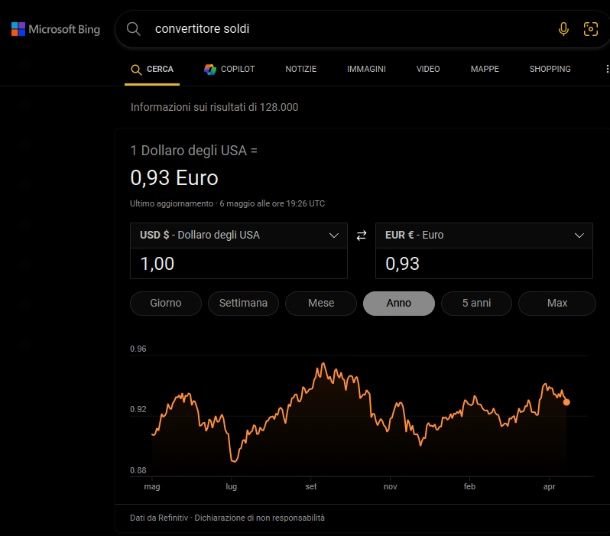 Microsoft Bing
convertitore soldi
CERCA COPILOT NOTIZIE IMMAGINI VIDEO MAPPE SHOPPING
Informazioni sui risultati di 128.000
1 Dollaro degli USA =
0,93 Euro
Ultimo aggiornamento · 6 maggio alle ore 19:26 UTC
USD $ - Dollaro degli USA EUR € - Euro
1,00 0,93
Giorno Settimana Mese Anno 5 anni Max
0.96
0.92
0.88
mag lug set nov feb apr
Dati da Refinitiv · Dichiarazione di non responsabilità